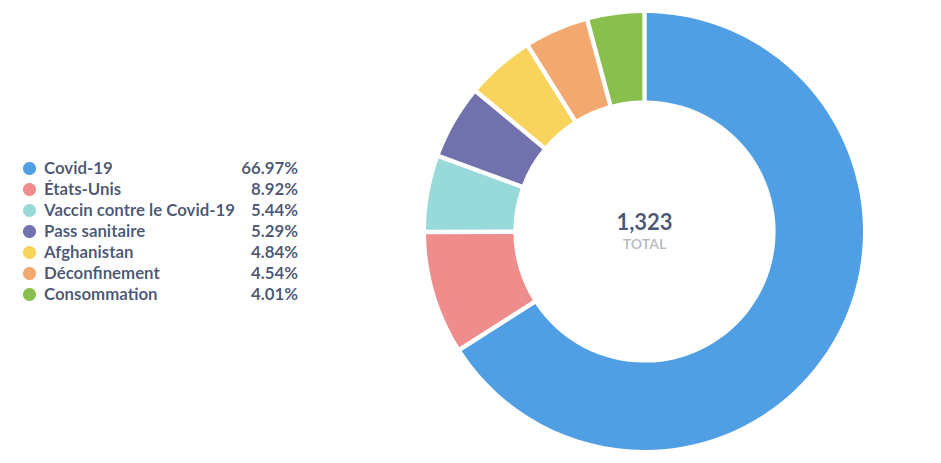 Covid-19 66.97%
États-Unis 8.92%
Vaccin contre le Covid-19 5.44%
Pass sanitaire 5.29%
Afghanistan 4.84%
Déconfinement 4.54%
Consommation 4.01%
1,323
TOTAL